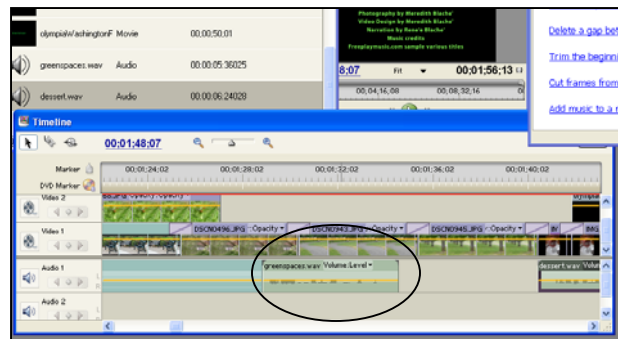 Photography by Meredith Blache'
Video Design by Meredith Blache'
Narration by Rona's Blache'
Music credits
Freeplaymusic.com sample various titles
olympia/WashingtonF Movie 00;00;50;01
greenspaces.wav Audio 00:00:05:36025
dessert.wav Audio 00:00:06:24028
8;07 Fit 00;01;56;13
00;04;16;08 00;08;32;16 0
Delete a gap bet
Trim the beginni
Cut frames from
Add music to a m
Timeline
00;01;48;07
Marker 00;01;24;02 00;01;28;02 00;01;32;02 00;01;36;02 00;01;40;02
DVD Marker
Video 2 Opacity:Opacity
Video 1 DSCN0496.JPG Opacity DSCN0943.JPG Opacity DSCN0945.JPG Opacity IMG
Audio 1 greenspaces.wav Volume:Level dessert.wav Volum
Audio 2